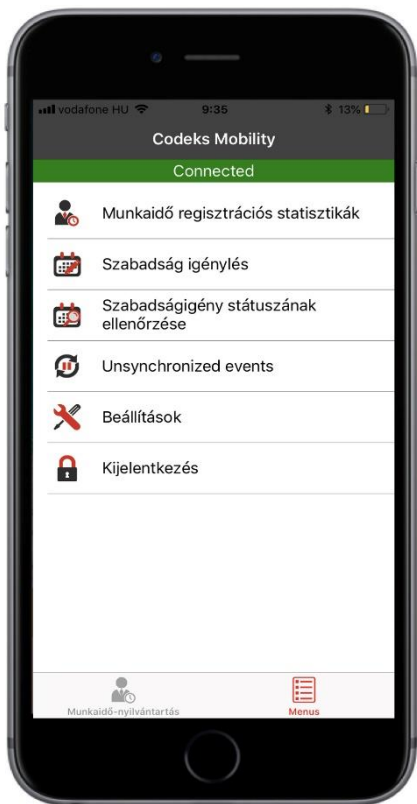 vodafone HU 9:35 13%
Codeks Mobility
Connected
Munkaidő regisztrációs statisztikák
Szabadság igénylés
Szabadságigény státuszának
ellenőrzése
Unsynchronized events
Beállítások
Kijelentkezés
Munkaidő-nyilvántartás Menus